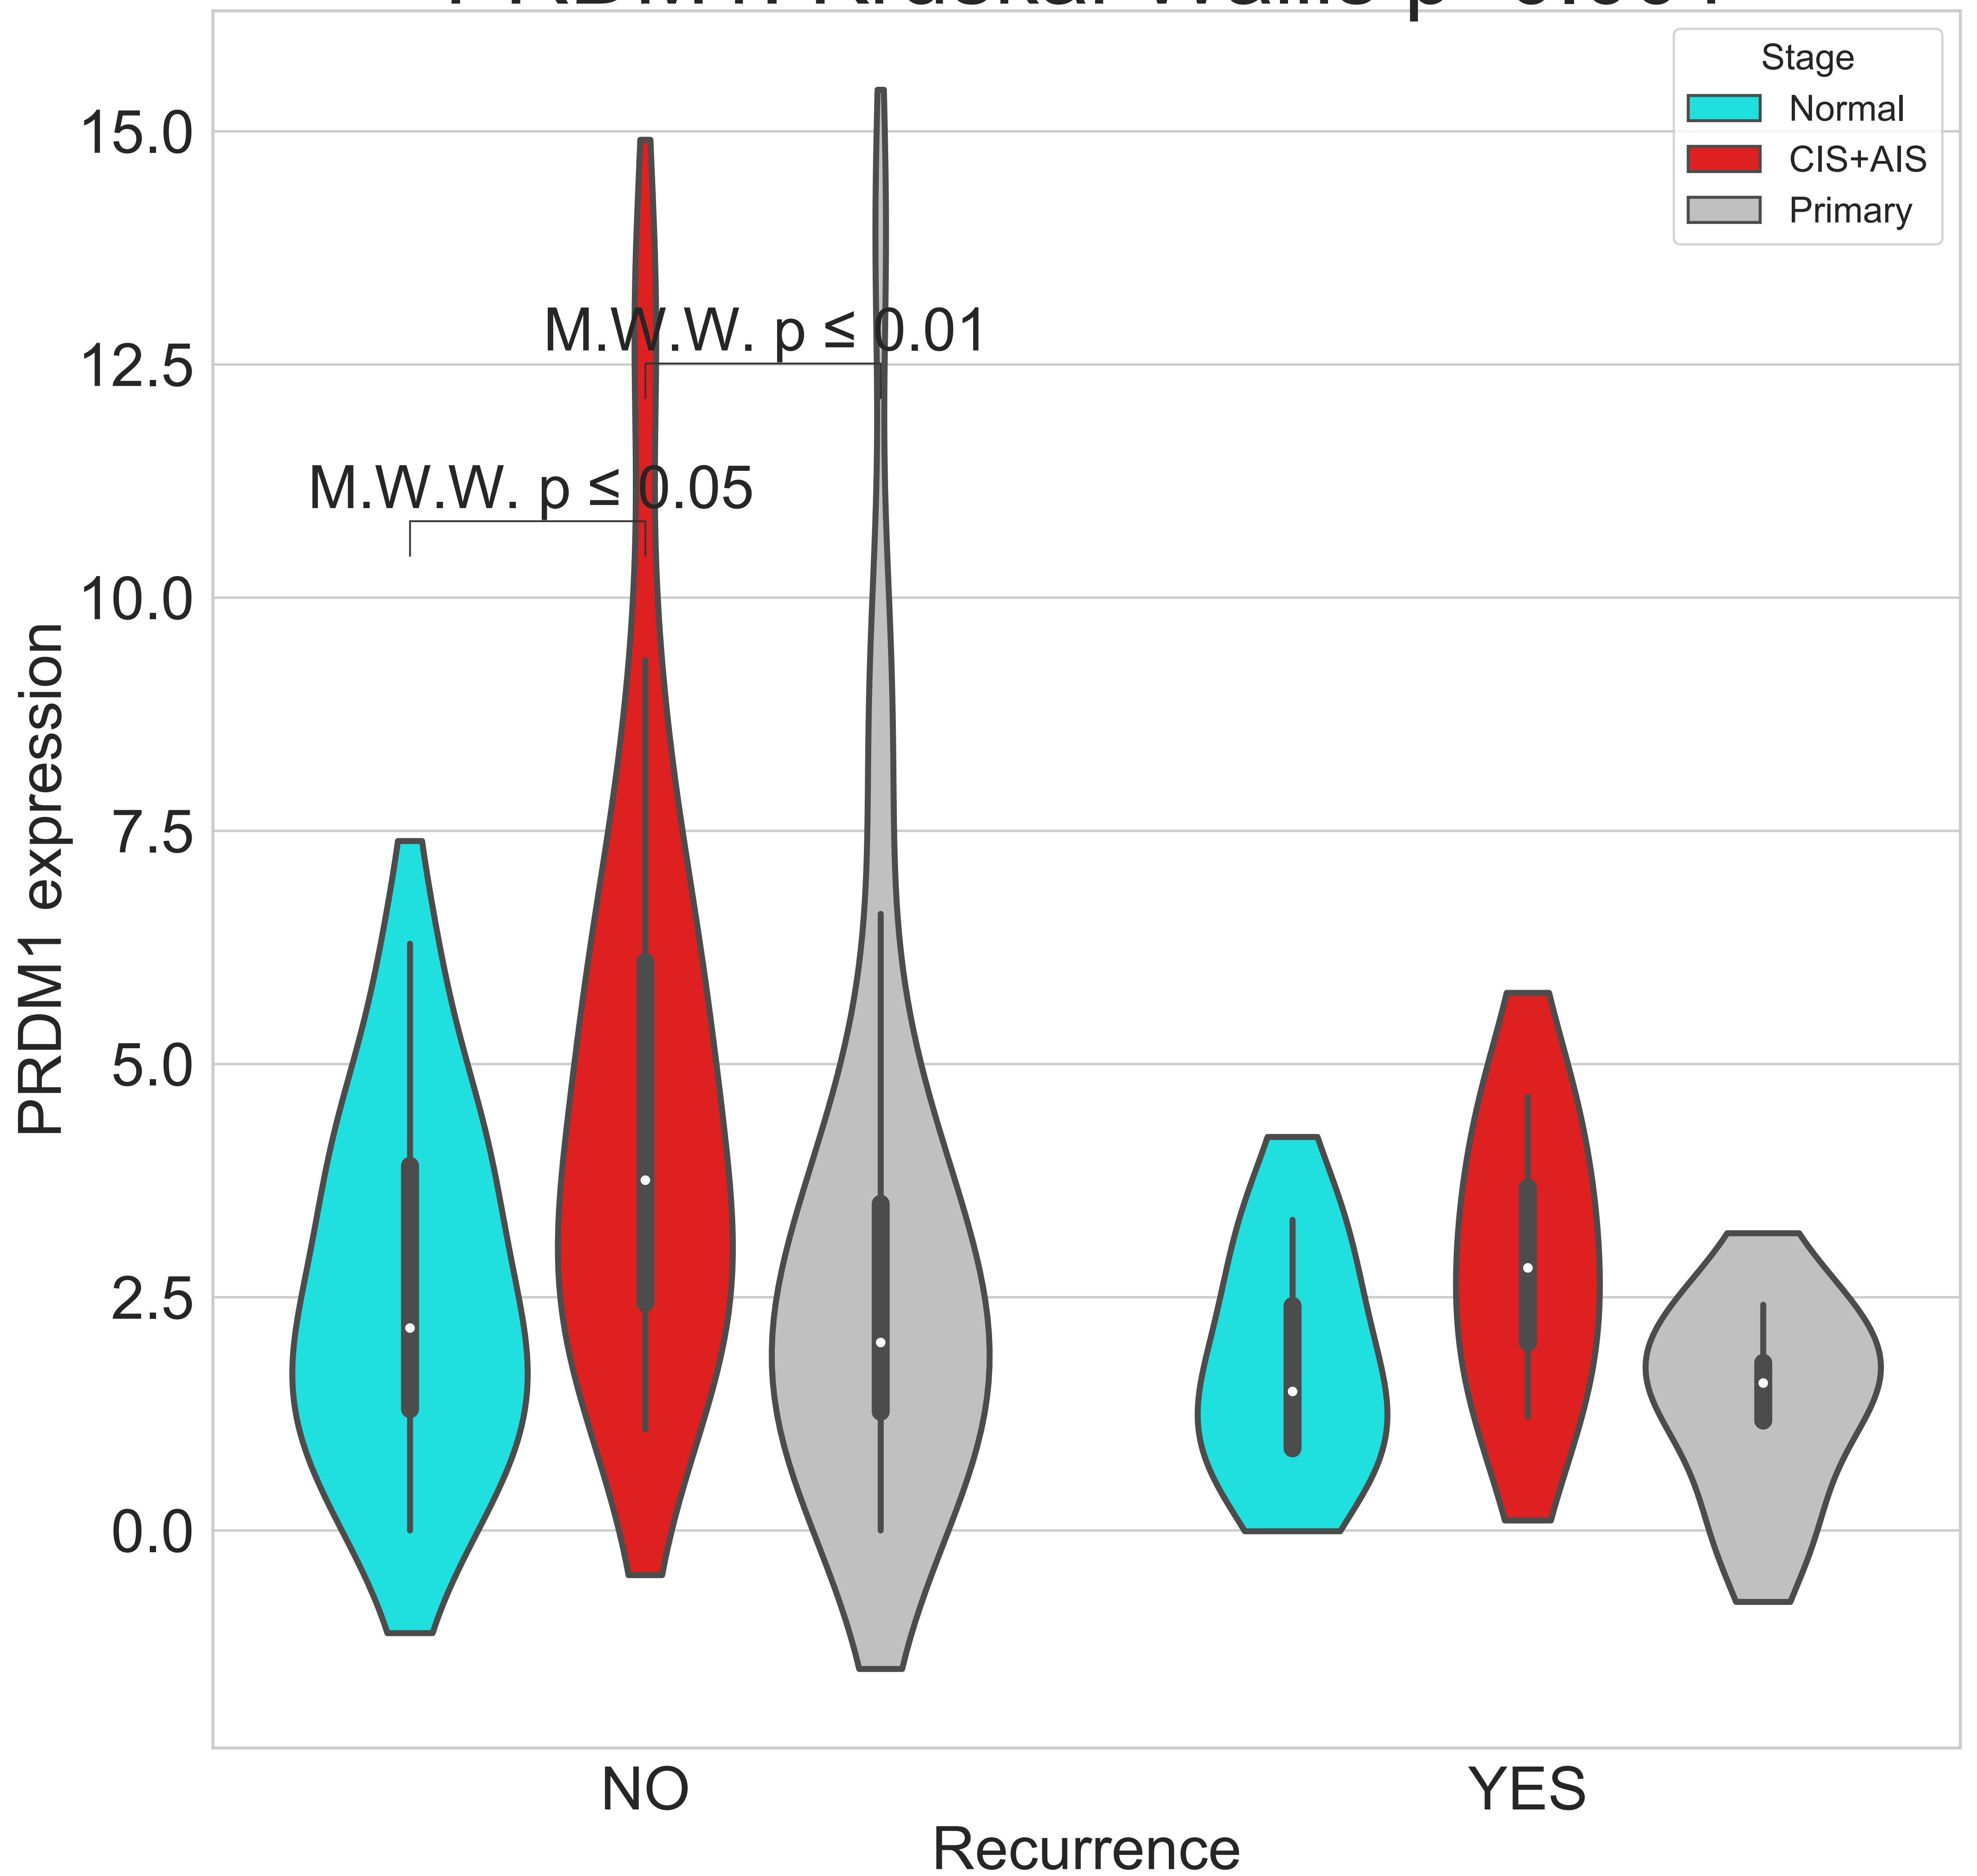 Stage
Normal
CIS+AIS
Primary
15.0
12.5
10.0
7.5
5.0
2.5
0.0
M.W.W. p ≤ 0.01
M.W.W. p ≤ 0.05
PRDM1 expression
NO
YES
Recurrence